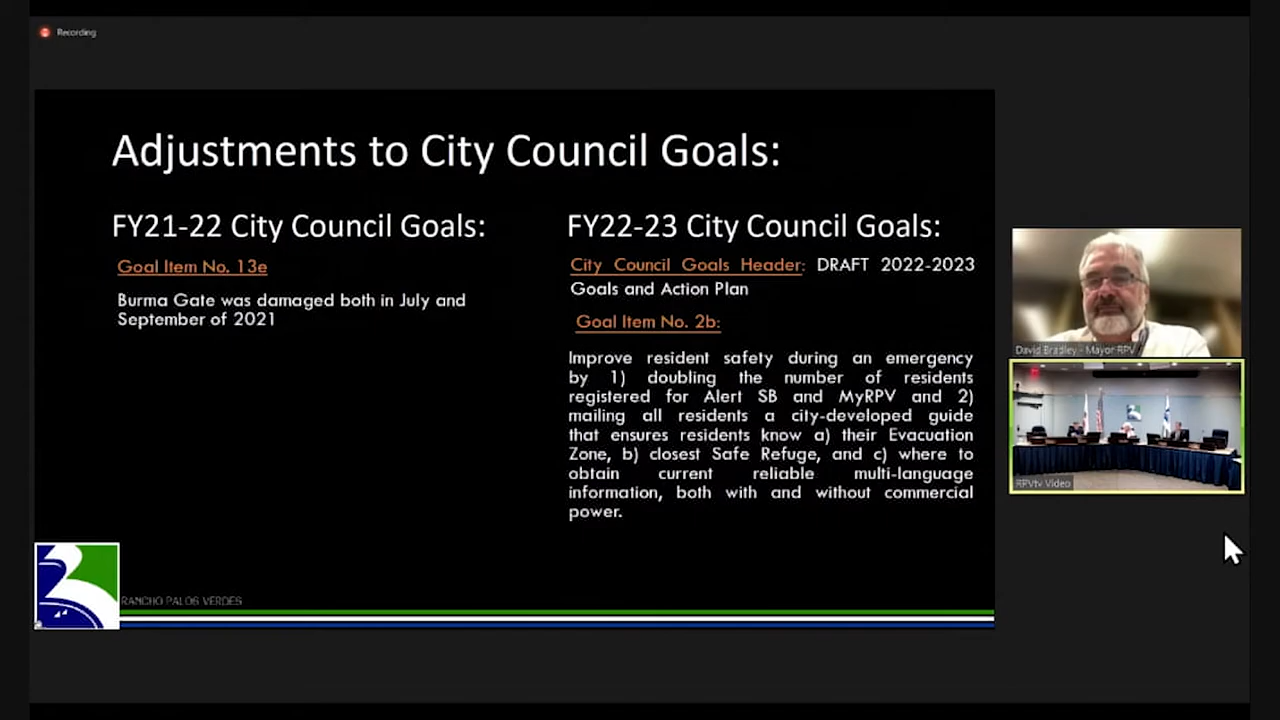 Recording
Adjustments to City Council Goals:
FY21-22 City Council Goals:
Goal Item No. 13e
Burma Gate was damaged both in July and
September of 2021
FY22-23 City Council Goals:
City Council Goals Header: DRAFT 2022-2023
Goals and Action Plan
Goal Item No. 2b:
Improve resident safety during an emergency
by 1) doubling the number of residents
registered for Alert SB and MyRPV and 2)
mailing all residents a city-developed guide
that ensures residents know a) their Evacuation
Zone, b) closest Safe Refuge, and c) where to
obtain current reliable multi-language
information, both with and without commercial
power.
David Bradley - Mayor RPV
RPVtv Video
RANCHO PALOS VERDES